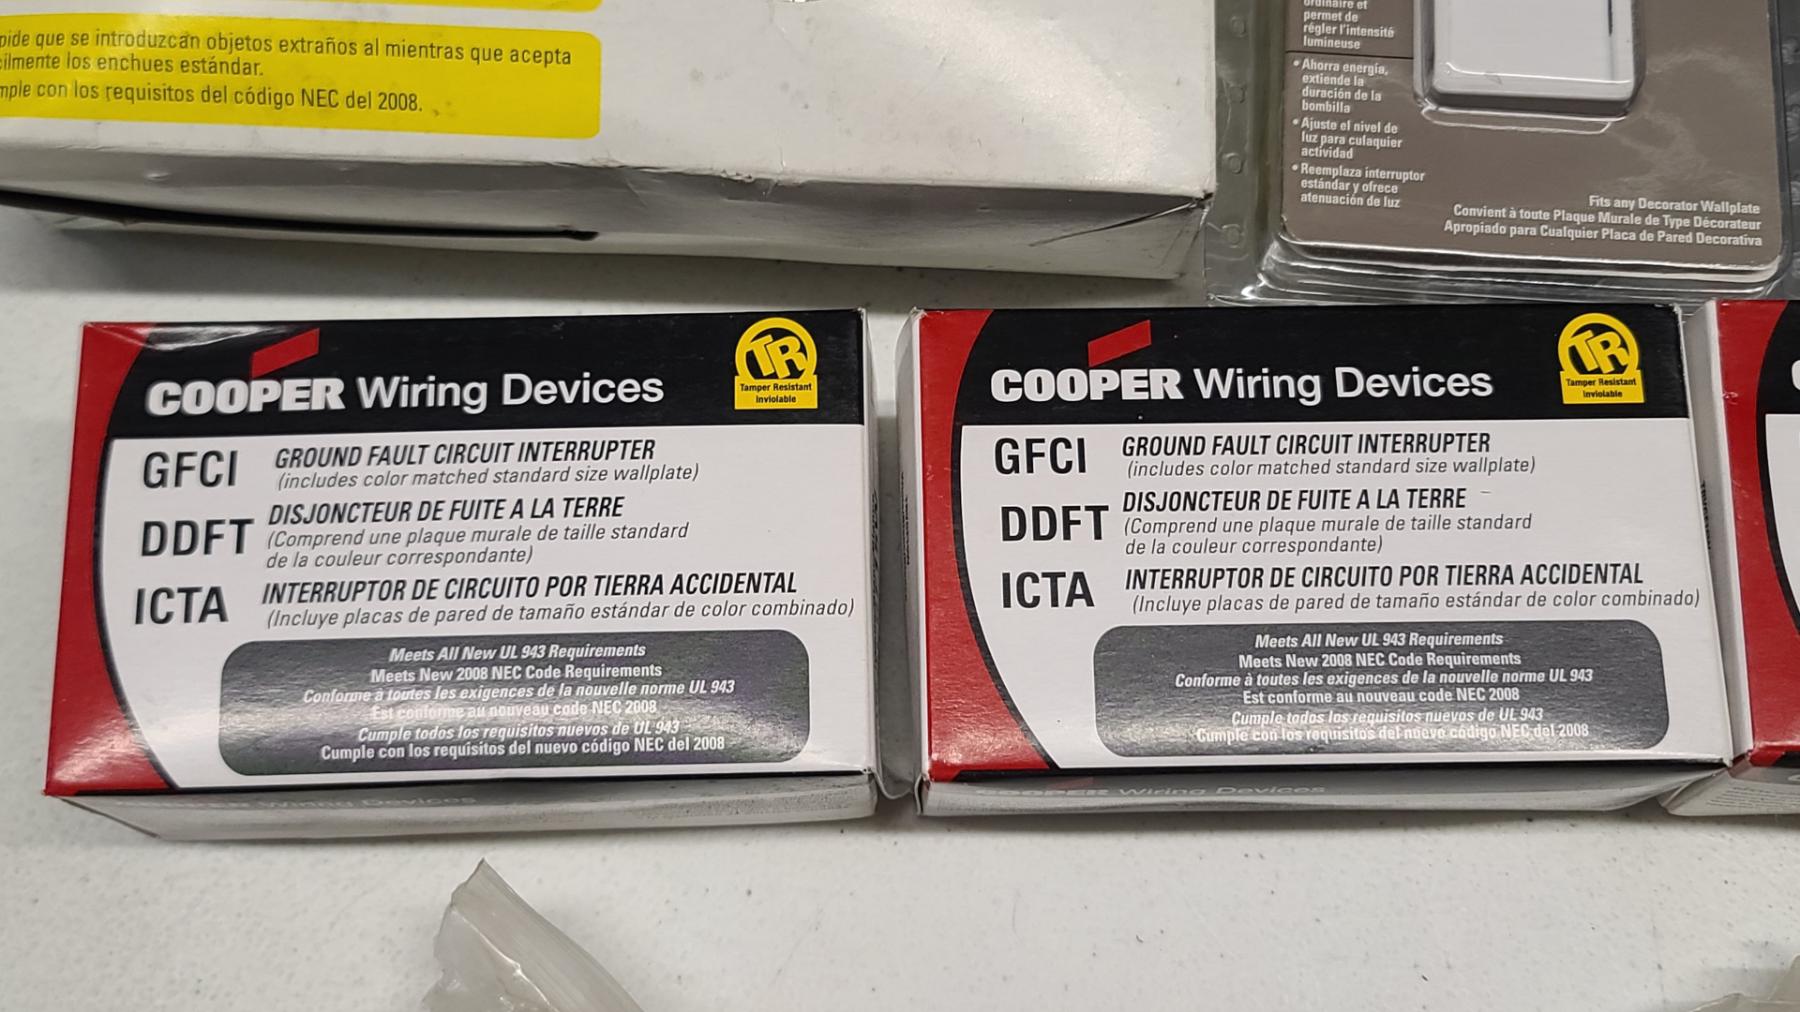 que se introduzcan objetos extraños al mientras que acepta
los enchues estándar.
con los requisitos del código NEC del 2008.
ordinaire et
permet de
régler l'intensité
lumineuse
• Ahorra energía,
extiende la
duración de la
bombilla
• Ajuste el nivel de
luz para culaquier
actividad
• Reemplaza interruptor
estándar y ofrece
atenuación de luz
Fits any Decorator Wallplate
Convient à toute Plaque Murale de Type Décorateur
Apropiado para Cualquier Placa de Pared Decorativa
COOPER Wiring Devices
TR
Tamper Resistant
Inviolable
GFCI GROUND FAULT CIRCUIT INTERRUPTER
(includes color matched standard size wallplate)
DDFT DISJONCTEUR DE FUITE A LA TERRE
(Comprend une plaque murale de taille standard
de la couleur correspondante)
ICTA INTERRUPTOR DE CIRCUITO POR TIERRA ACCIDENTAL
(Incluye placas de pared de tamaño estándar de color combinado)
Meets All New UL 943 Requirements
Meets New 2008 NEC Code Requirements
Conforme à toutes les exigences de la nouvelle norme UL 943
Est conforme au nouveau code NEC 2008
Cumple todos los requisitos nuevos de UL 943
Cumple con los requisitos del nuevo código NEC del 2008
COOPER Wiring Devices
COOPER Wiring Devices
TR
Tamper Resistant
Inviolable
GFCI GROUND FAULT CIRCUIT INTERRUPTER
(includes color matched standard size wallplate)
DDFT DISJONCTEUR DE FUITE A LA TERRE
(Comprend une plaque murale de taille standard
de la couleur correspondante)
ICTA INTERRUPTOR DE CIRCUITO POR TIERRA ACCIDENTAL
(Incluye placas de pared de tamaño estándar de color combinado)
Meets All New UL 943 Requirements
Meets New 2008 NEC Code Requirements
Conforme à toutes les exigences de la nouvelle norme UL 943
Est conforme au nouveau code NEC 2008
Cumple todos los requisitos nuevos de UL 943
Cumple con los requisitos del nuevo código NEC del 2008
COOPER Wiring Devices